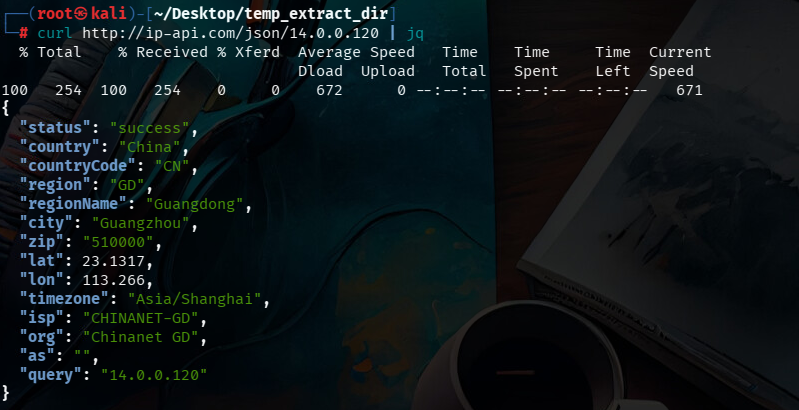 ┌──(root㉿kali)-[~/Desktop/temp_extract_dir]
└─# curl http://ip-api.com/json/14.0.0.120 | jq
  % Total    % Received % Xferd  Average Speed   Time    Time     Time  Current
                                 Dload  Upload   Total   Spent    Left  Speed
100   254  100   254    0     0    672      0 --:--:-- --:--:-- --:--:--   671
{
  "status": "success",
  "country": "China",
  "countryCode": "CN",
  "region": "GD",
  "regionName": "Guangdong",
  "city": "Guangzhou",
  "zip": "510000",
  "lat": 23.1317,
  "lon": 113.266,
  "timezone": "Asia/Shanghai",
  "isp": "CHINANET-GD",
  "org": "Chinanet GD",
  "as": "",
  "query": "14.0.0.120"
}